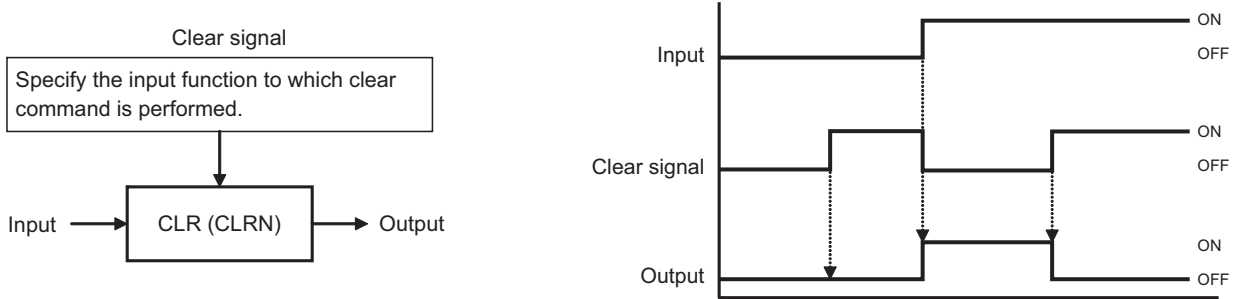 Clear signal
Specify the input function to which clear
command is performed.
Input
CLR (CLRN)
Output
Input
ON
OFF
Clear signal
ON
OFF
Output
ON
OFF